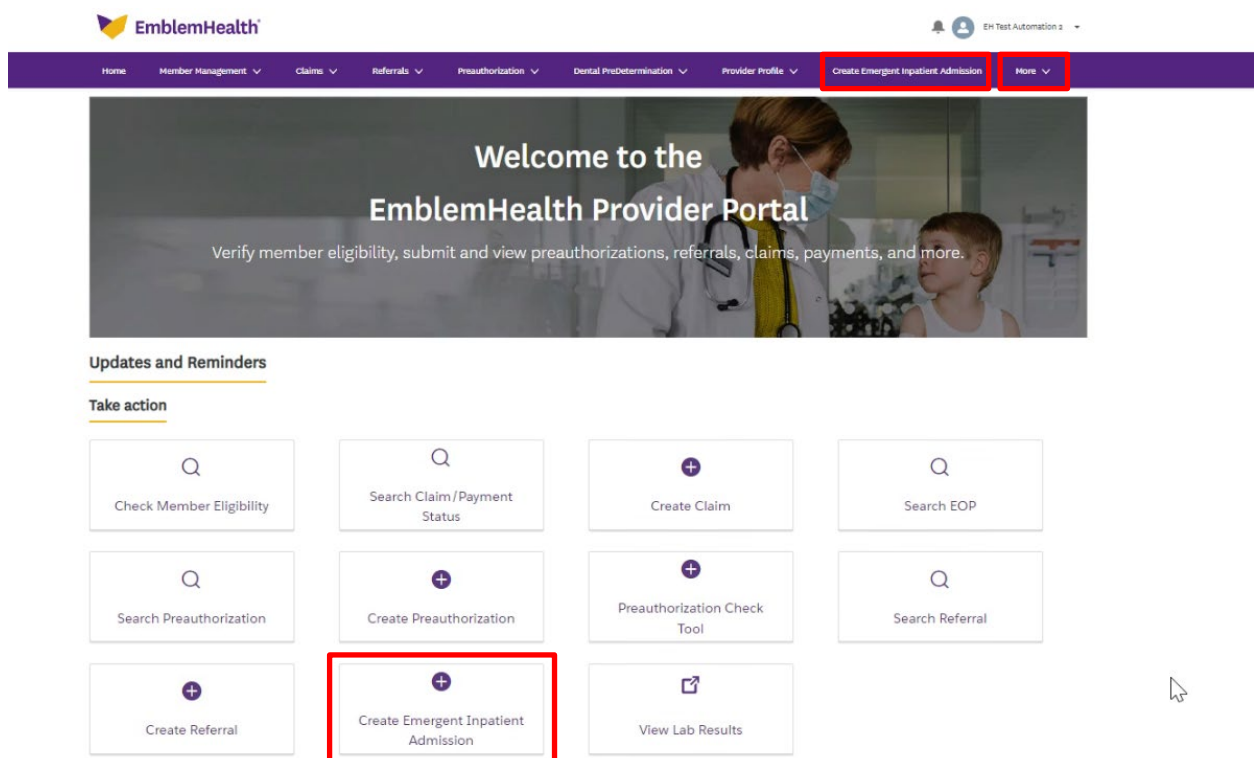 EmblemHealth
EH Test Automation 2
Home Member Management Claims Referrals Preauthorization Dental PreDetermination Provider Profile Create Emergent Inpatient Admission More
Welcome to the
EmblemHealth Provider Portal
Verify member eligibility, submit and view preauthorizations, referrals, claims, payments, and more.
Updates and Reminders
Take action
Check Member Eligibility
Search Claim/Payment
Status
Create Claim
Search EOP
Search Preauthorization
Create Preauthorization
Preauthorization Check
Tool
Search Referral
Create Referral
Create Emergent Inpatient
Admission
View Lab Results